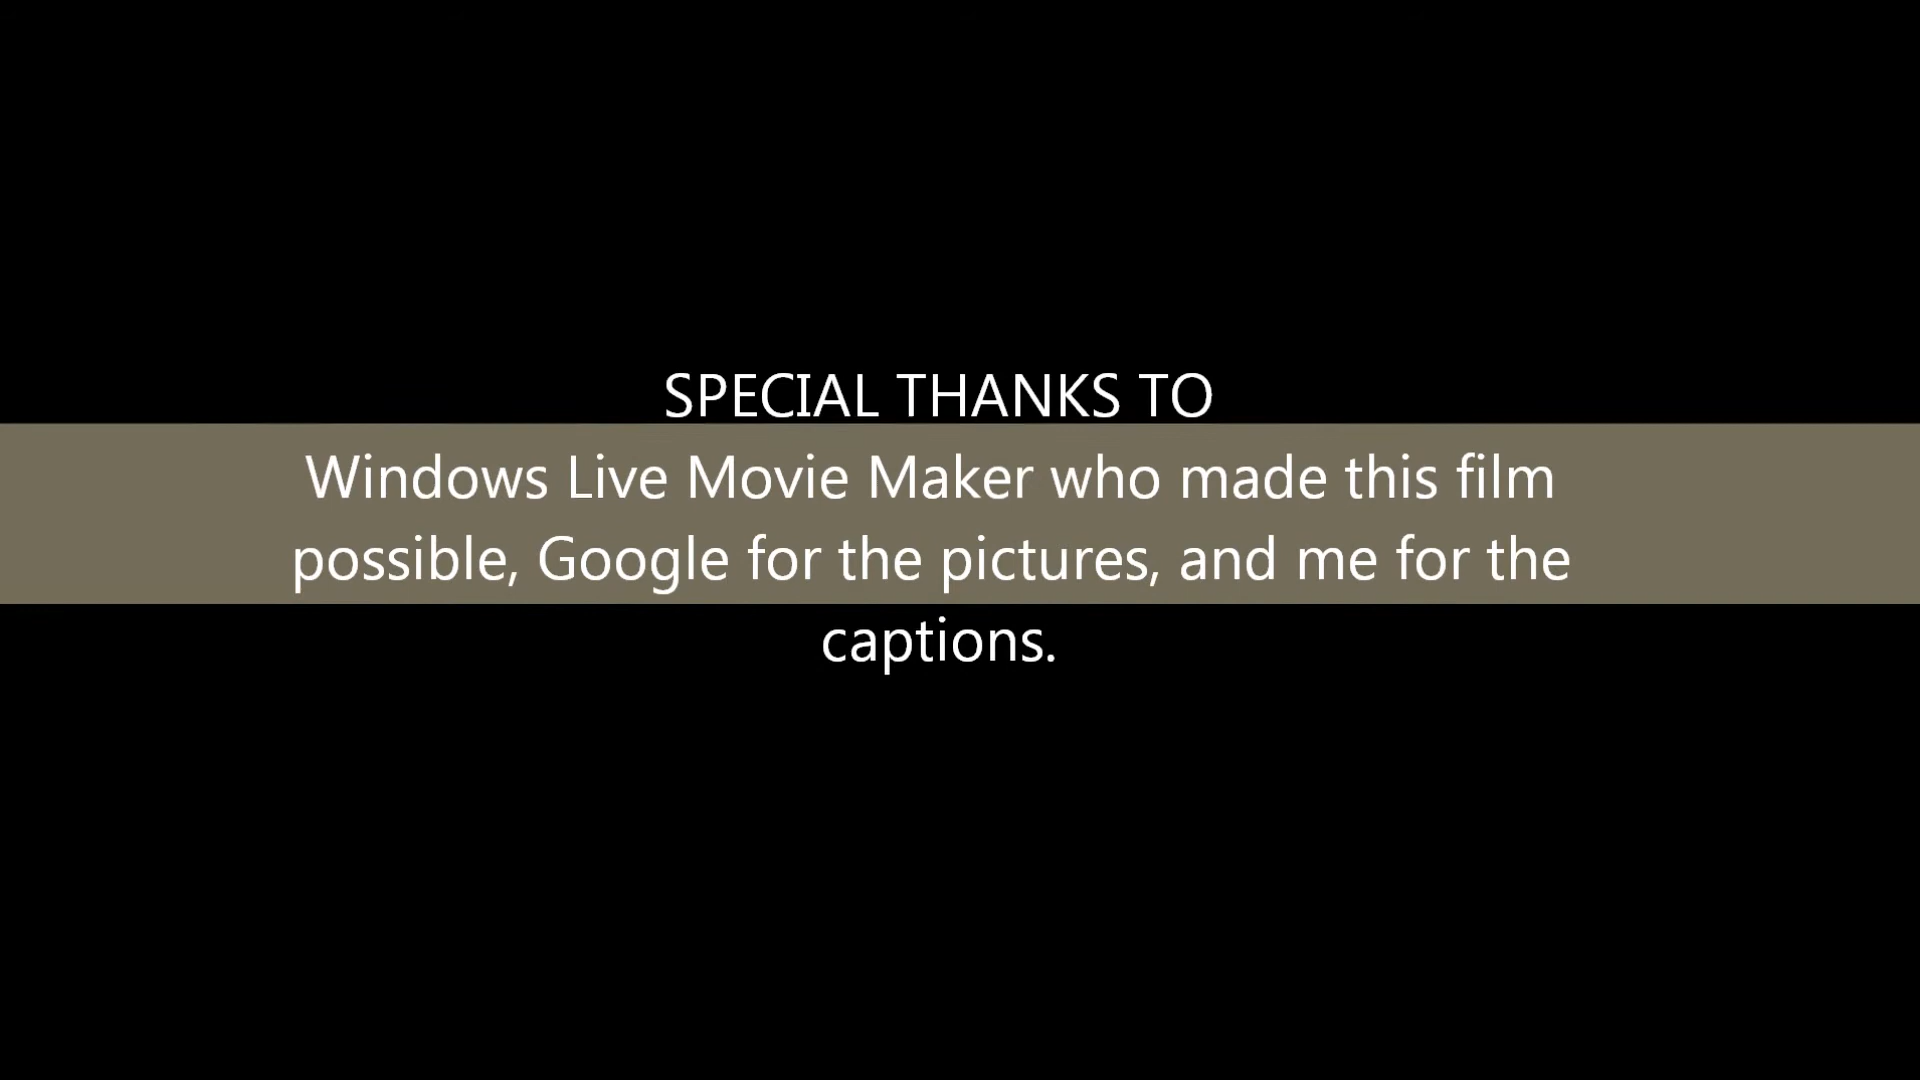 SPECIAL THANKS TO
Windows Live Movie Maker who made this film
possible, Google for the pictures, and me for the
captions.